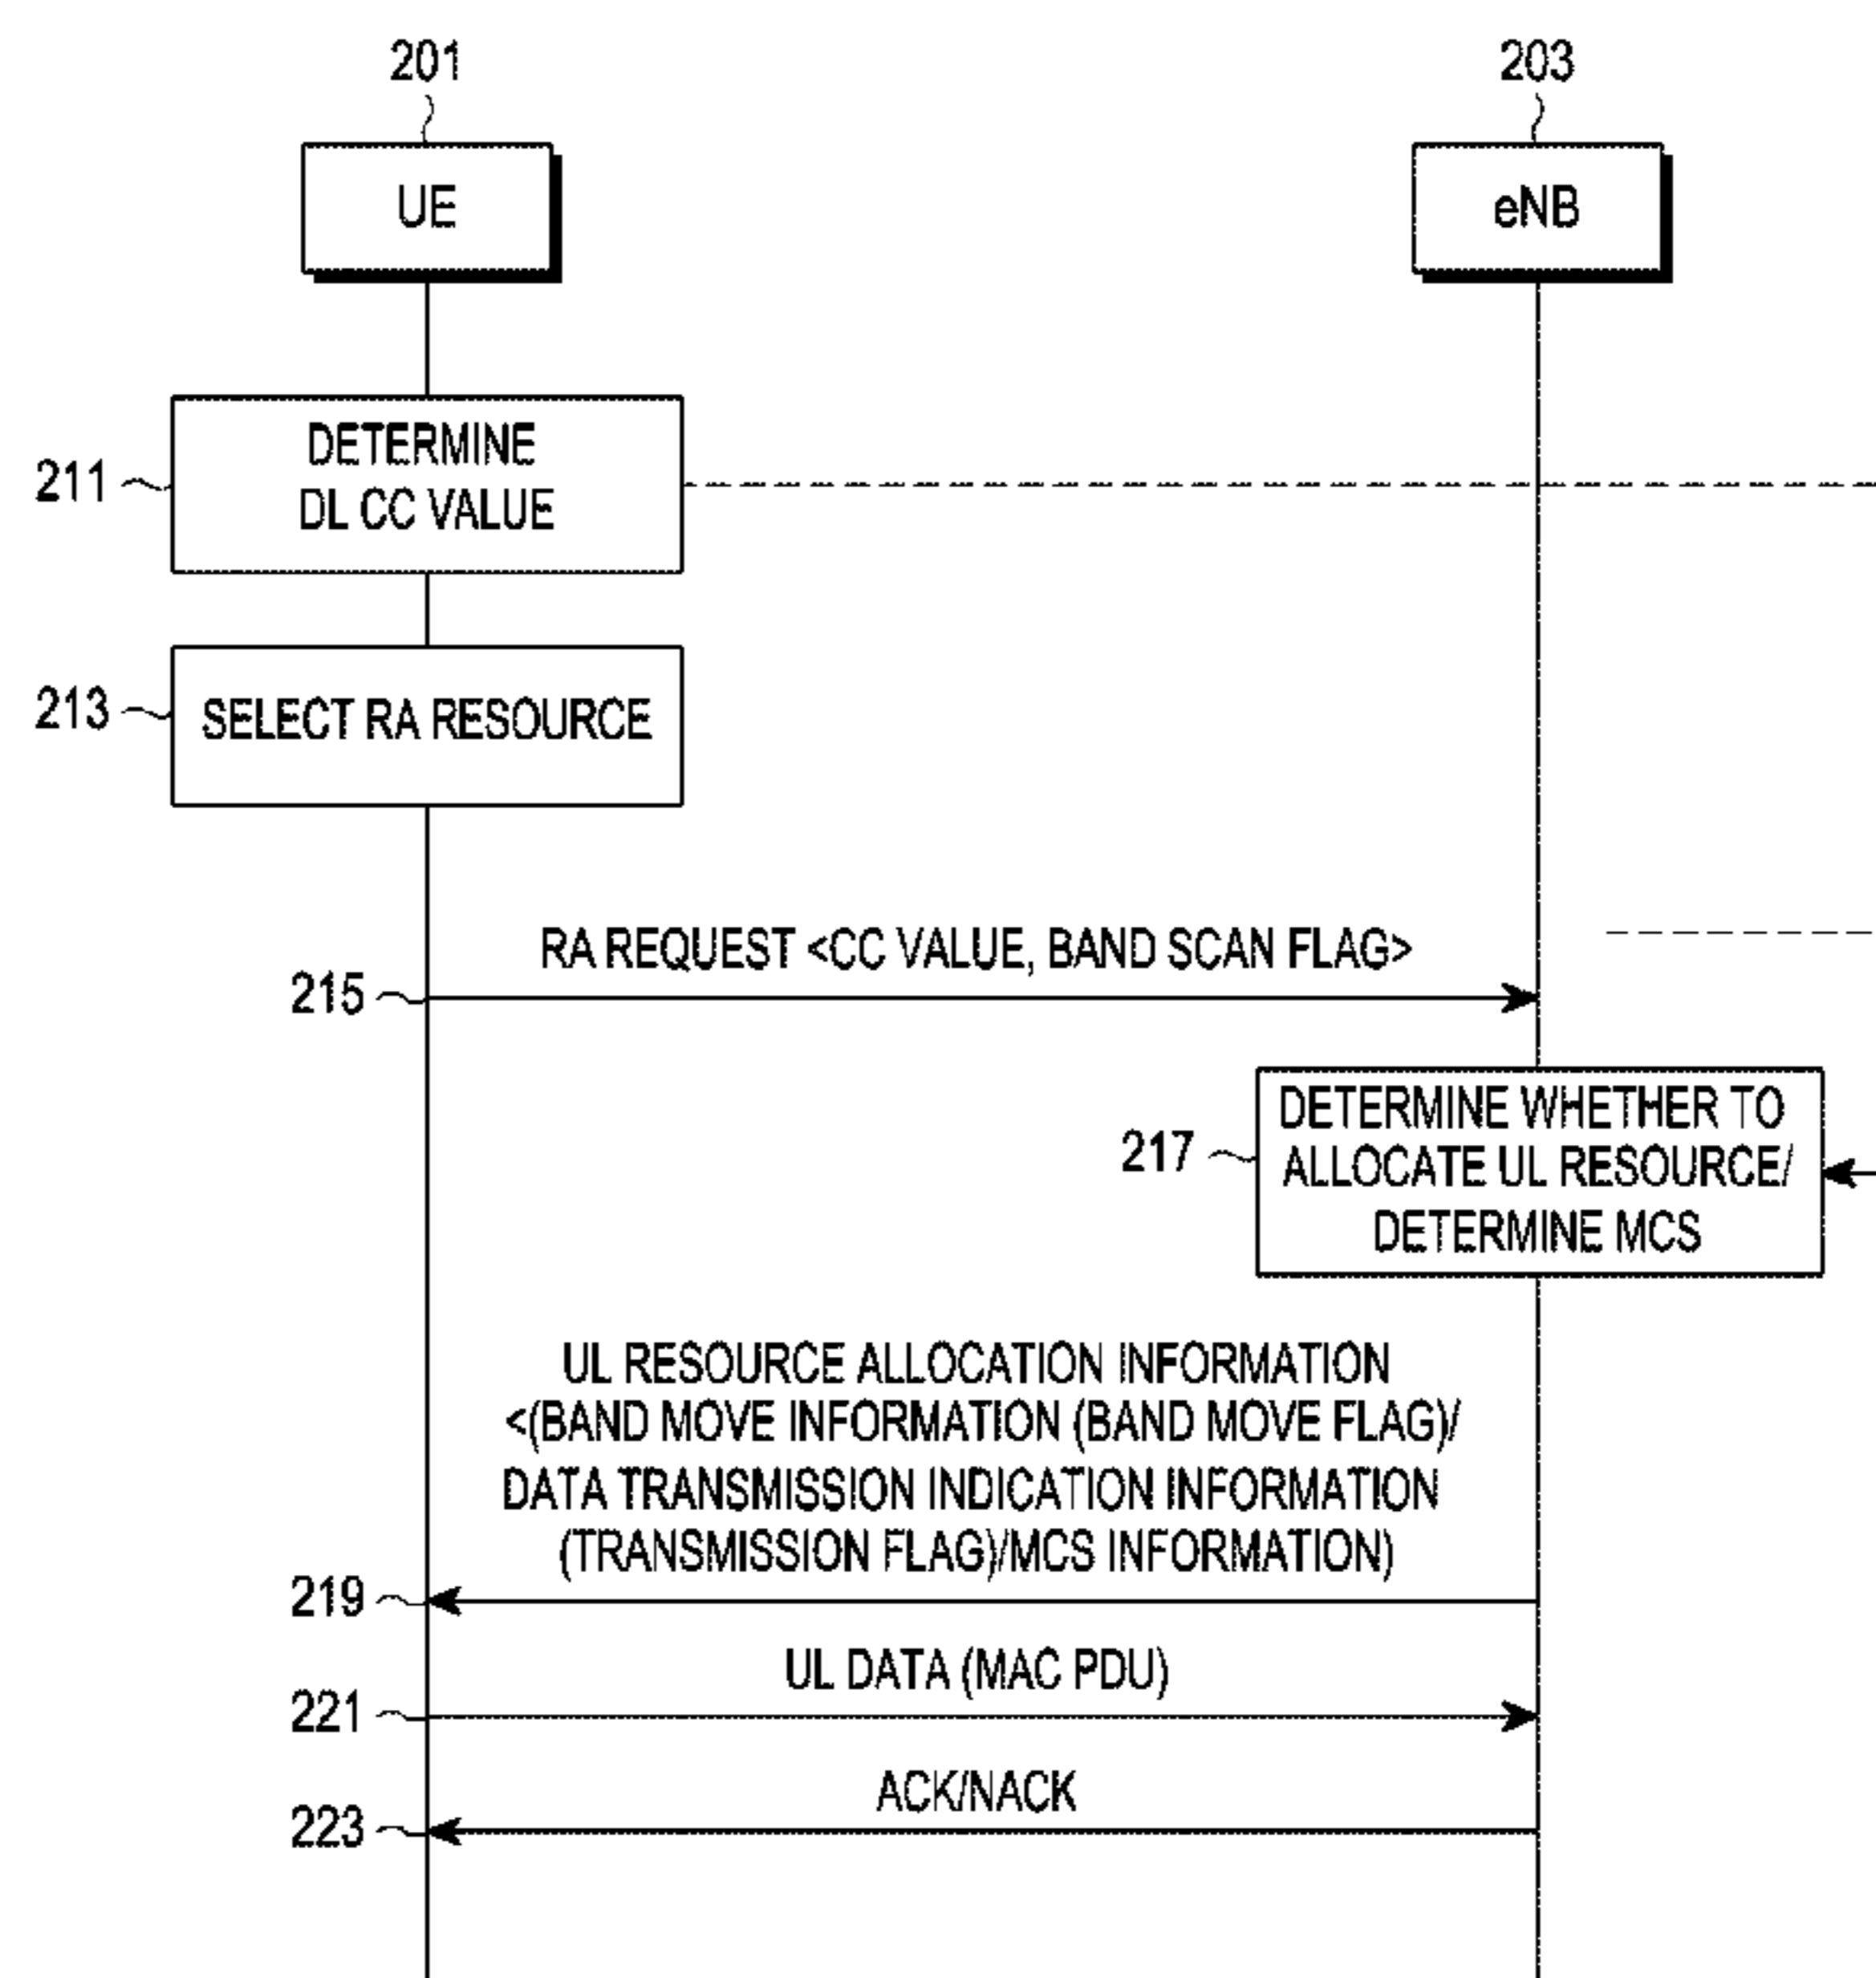 201
203
UE
eNB
DETERMINE
DL CC VALUE
211
213
SELECT RA RESOURCE
RA REQUEST <CC VALUE, BAND SCAN FLAG>
215
DETERMINE WHETHER TO
ALLOCATE UL RESOURCE/
DETERMINE MCS
217
UL RESOURCE ALLOCATION INFORMATION
<(BAND MOVE INFORMATION (BAND MOVE FLAG)/
DATA TRANSMISSION INDICATION INFORMATION
(TRANSMISSION FLAG)/MCS INFORMATION)
219
UL DATA (MAC PDU)
221
ACK/NACK
223